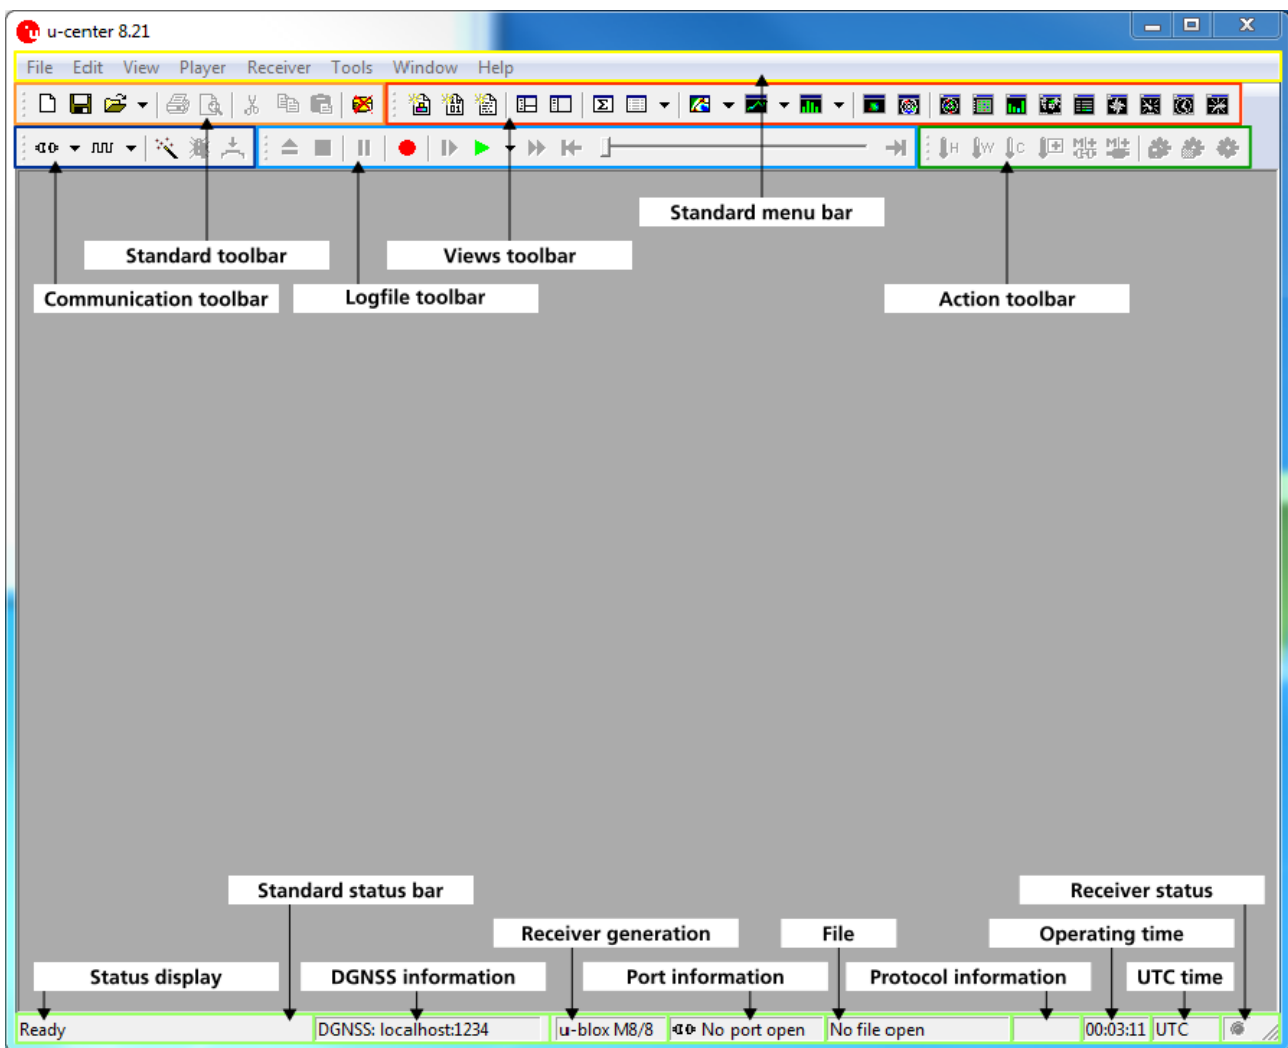 u-center 8.21
File Edit View Player Receiver Tools Window Help
Standard menu bar
Standard toolbar
Views toolbar
Communication toolbar
Logfile toolbar
Action toolbar
Standard status bar
Receiver status
Receiver generation
File
Operating time
Status display
DGNSS information
Port information
Protocol information
UTC time
Ready
DGNSS: localhost:1234
u-blox M8/8
No port open
No file open
00:03:11
UTC